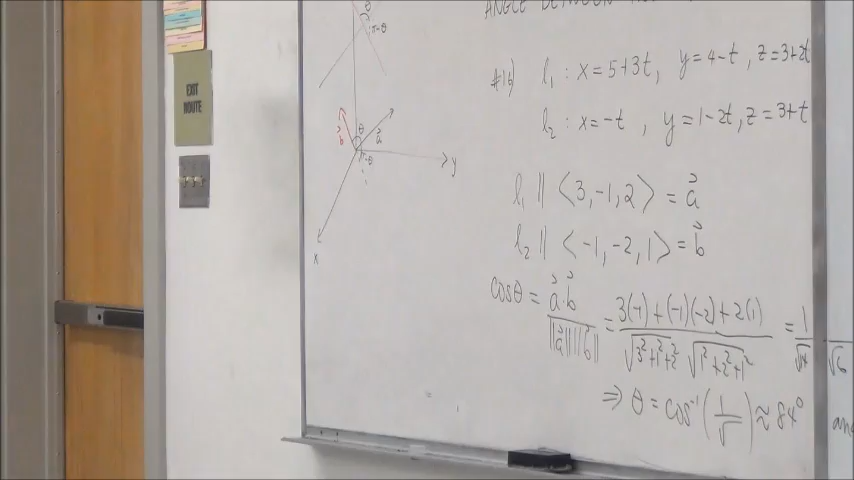 ANGLE BETWEEN
θ
π-θ
EXIT
ROUTE
#16) l₁ : x = 5+3t, y = 4-t, z = 3+2t
l₂ : x = -t , y = 1-2t, z = 3+t
b⃗ θ a⃗
π-θ
y
x
l₁ || ⟨3, -1, 2⟩ = a⃗
l₂ || ⟨-1, -2, 1⟩ = b⃗
cosθ = a⃗·b⃗ / ||a⃗|| ||b⃗|| = 3(-1) + (-1)(-2) + 2(1) / √3²+1²+2² √1²+2²+1² = 1 / √14 √6
⇒ θ = cos⁻¹ (1/√) ≈ 84°